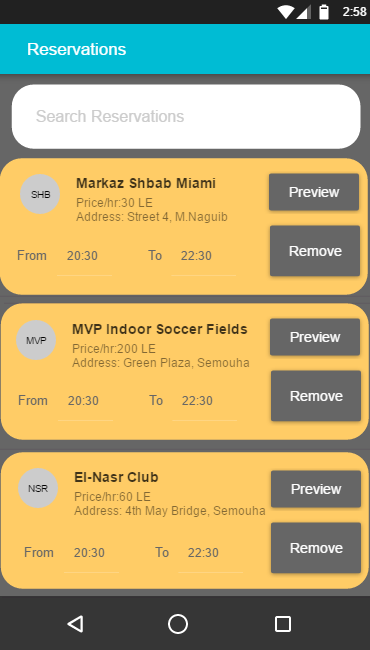 2:58
Reservations
Search Reservations
SHB
Markaz Shbab Miami
Price/hr:30 LE
Address: Street 4, M.Naguib
Preview
From 20:30 To 22:30
Remove
MVP
MVP Indoor Soccer Fields
Price/hr:200 LE
Address: Green Plaza, Semouha
Preview
From 20:30 To 22:30
Remove
NSR
El-Nasr Club
Price/hr:60 LE
Address: 4th May Bridge, Semouha
Preview
From 20:30 To 22:30
Remove